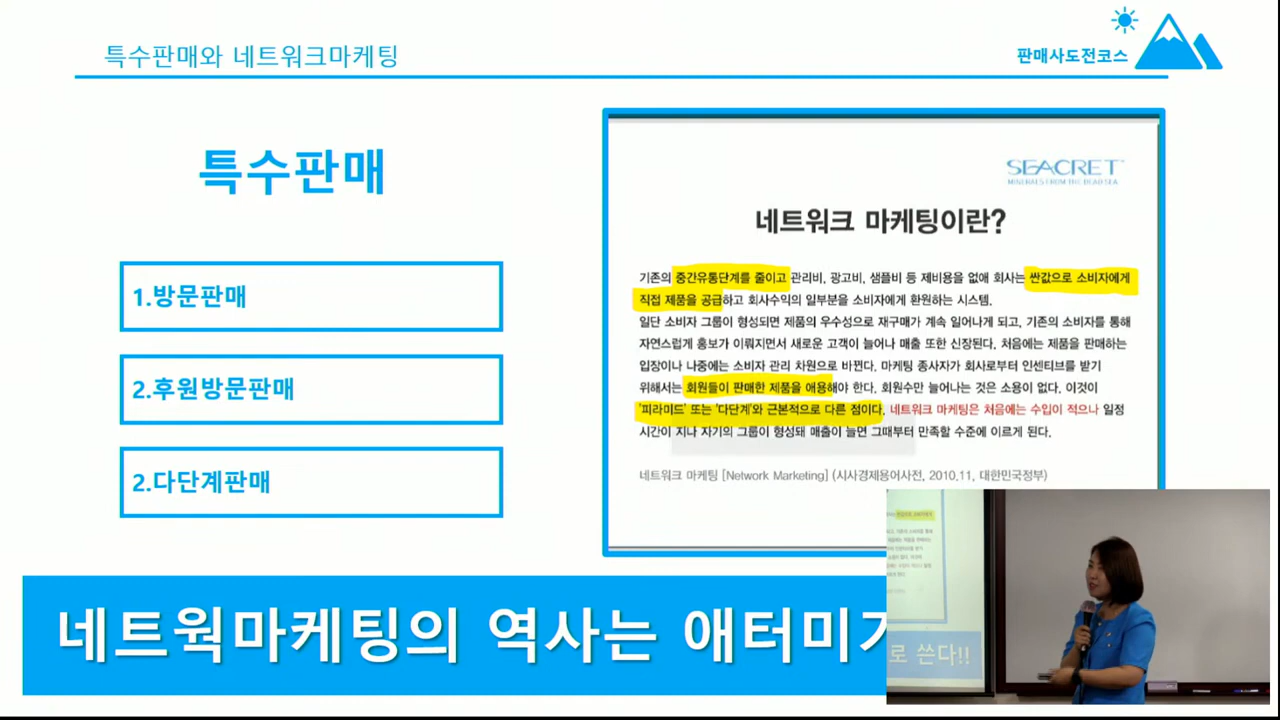 특수판매와 네트워크마케팅
판매사도전코스
특수판매
1.방문판매
2.후원방문판매
2.다단계판매
SEACRET
MINERALS FROM THE DEAD SEA
네트워크 마케팅이란?
기존의 중간유통단계를 줄이고 관리비, 광고비, 샘플비 등 제비용을 없애 회사는 싼값으로 소비자에게
직접 제품을 공급하고 회사수익의 일부분을 소비자에게 환원하는 시스템.
일단 소비자 그룹이 형성되면 제품의 우수성으로 재구매가 계속 일어나게 되고, 기존의 소비자를 통해
자연스럽게 홍보가 이뤄지면서 새로운 고객이 늘어나 매출 또한 신장된다. 처음에는 제품을 판매하는
입장이나 나중에는 소비자 관리 차원으로 바뀐다. 마케팅 종사자가 회사로부터 인센티브를 받기
위해서는 회원들이 판매한 제품을 애용해야 한다. 회원수만 늘어나는 것은 소용이 없다. 이것이
'피라미드' 또는 '다단계'와 근본적으로 다른 점이다. 네트워크 마케팅은 처음에는 수입이 적으나 일정
시간이 지나 자기의 그룹이 형성돼 매출이 늘면 그때부터 만족할 수준에 이르게 된다.
네트워크 마케팅 [Network Marketing] (시사경제용어사전, 2010.11, 대한민국정부)
네트웍마케팅의 역사는 애터미가
로 쓴다!!